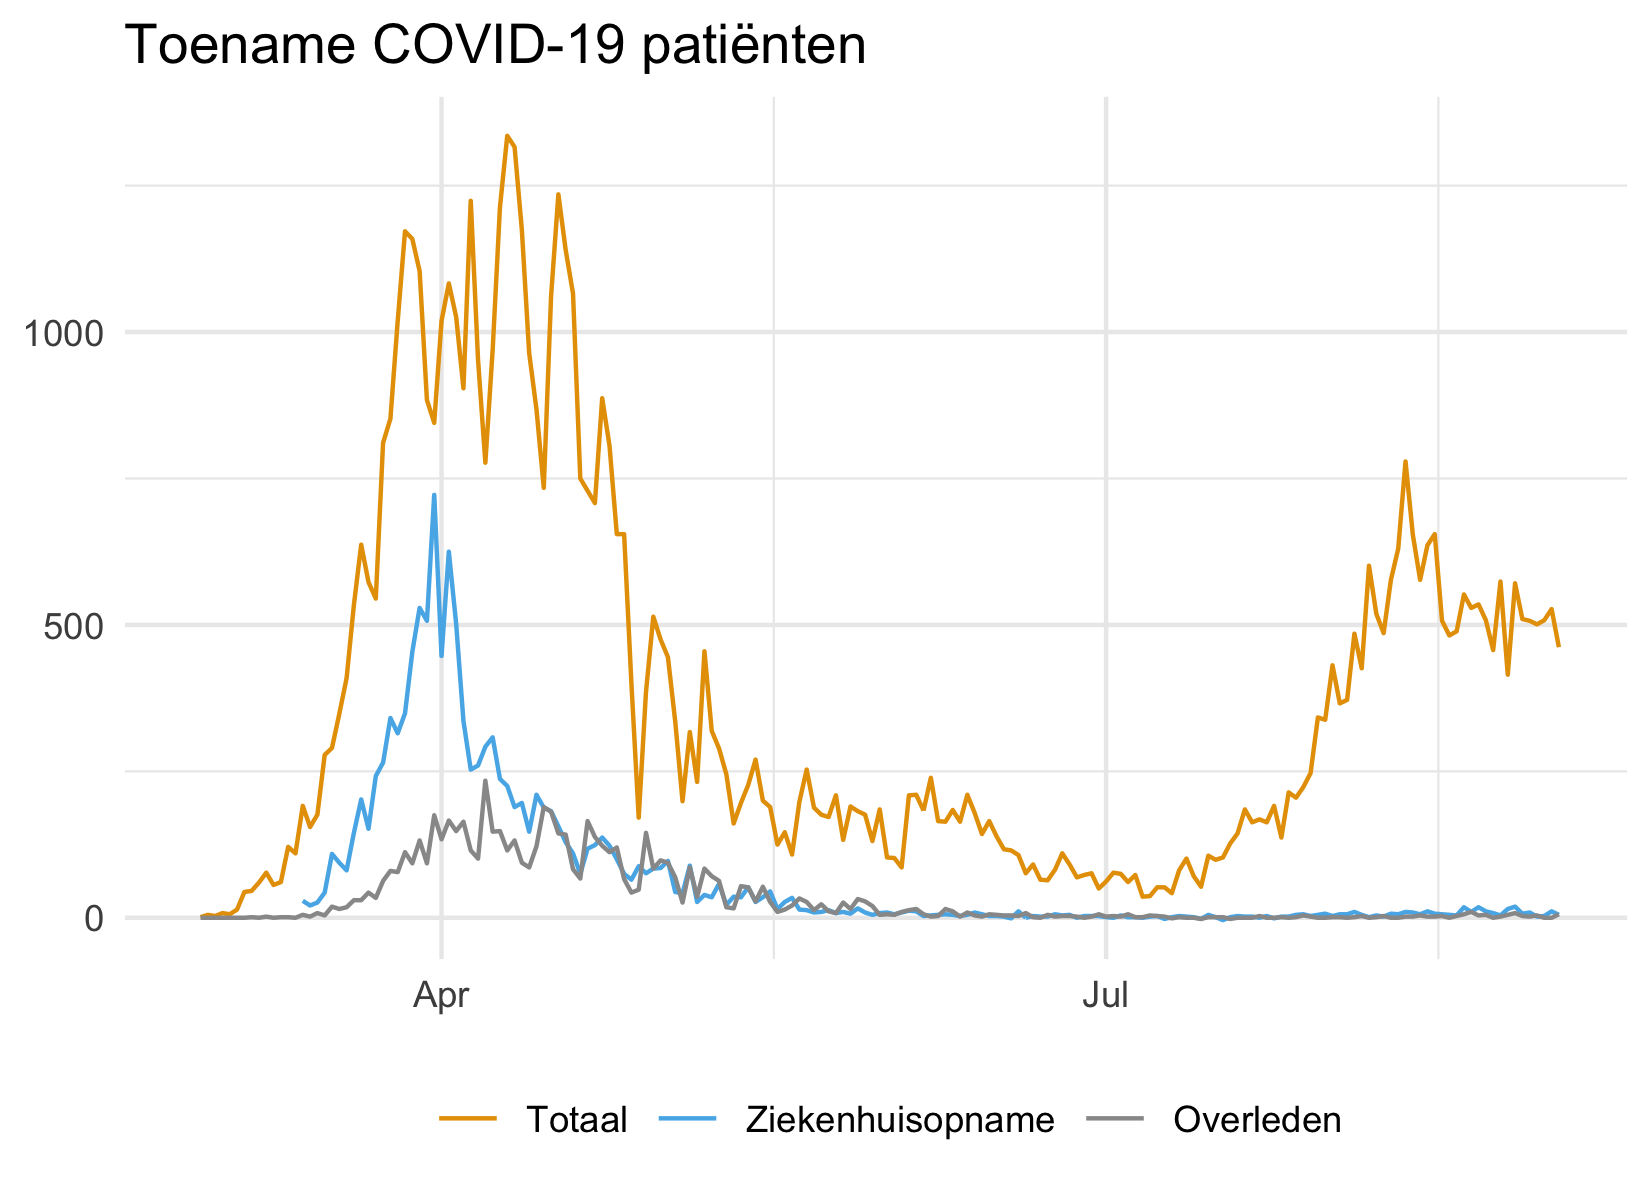 Toename COVID-19 patiënten
1000
500
0
Apr Jul
Totaal Ziekenhuisopname Overleden